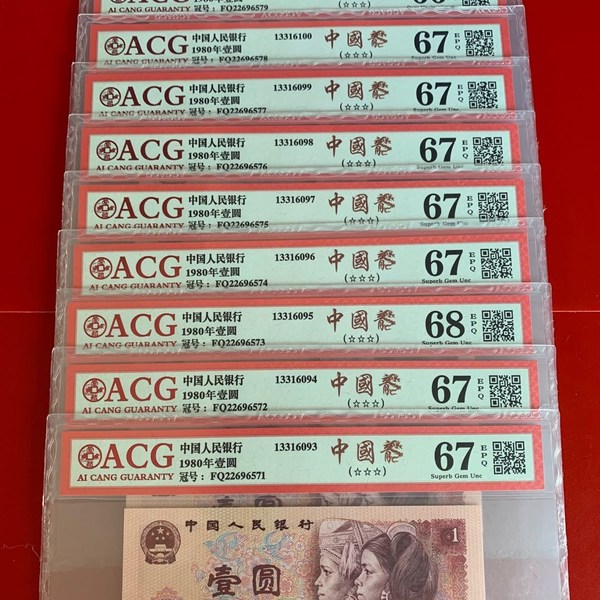 1980年壹圆
冠号：FQ22696579
ACG
AI CANG GUARANTY
中国人民银行
1980年壹圆
冠号：FQ22696578
13316100
中國龍
(☆☆☆)
67
EPQ
Superb Gem Unc
ACG
AI CANG GUARANTY
中国人民银行
1980年壹圆
冠号：FQ22696577
13316099
中國龍
(☆☆☆)
67
EPQ
ACG
AI CANG GUARANTY
中国人民银行
1980年壹圆
冠号：FQ22696576
13316098
中國龍
(☆☆☆)
67
EPQ
Superb Gem Unc
ACG
AI CANG GUARANTY
中国人民银行
1980年壹圆
冠号：FQ22696575
13316097
中國龍
(☆☆☆)
67
EPQ
ACG
AI CANG GUARANTY
中国人民银行
1980年壹圆
冠号：FQ22696574
13316096
中國龍
(☆☆☆)
67
EPQ
Superb Gem Unc
ACG
AI CANG GUARANTY
中国人民银行
1980年壹圆
冠号：FQ22696573
13316095
中國龍
(☆☆☆)
68
EPQ
Superb Gem Unc
ACG
AI CANG GUARANTY
中国人民银行
1980年壹圆
冠号：FQ22696572
13316094
中國龍
(☆☆☆)
67
EPQ
Superb Gem Unc
ACG
AI CANG GUARANTY
中国人民银行
1980年壹圆
冠号：FQ22696571
13316093
中國龍
(☆☆☆)
67
EPQ
Superb Gem Unc
中国人民银行
壹圆
1